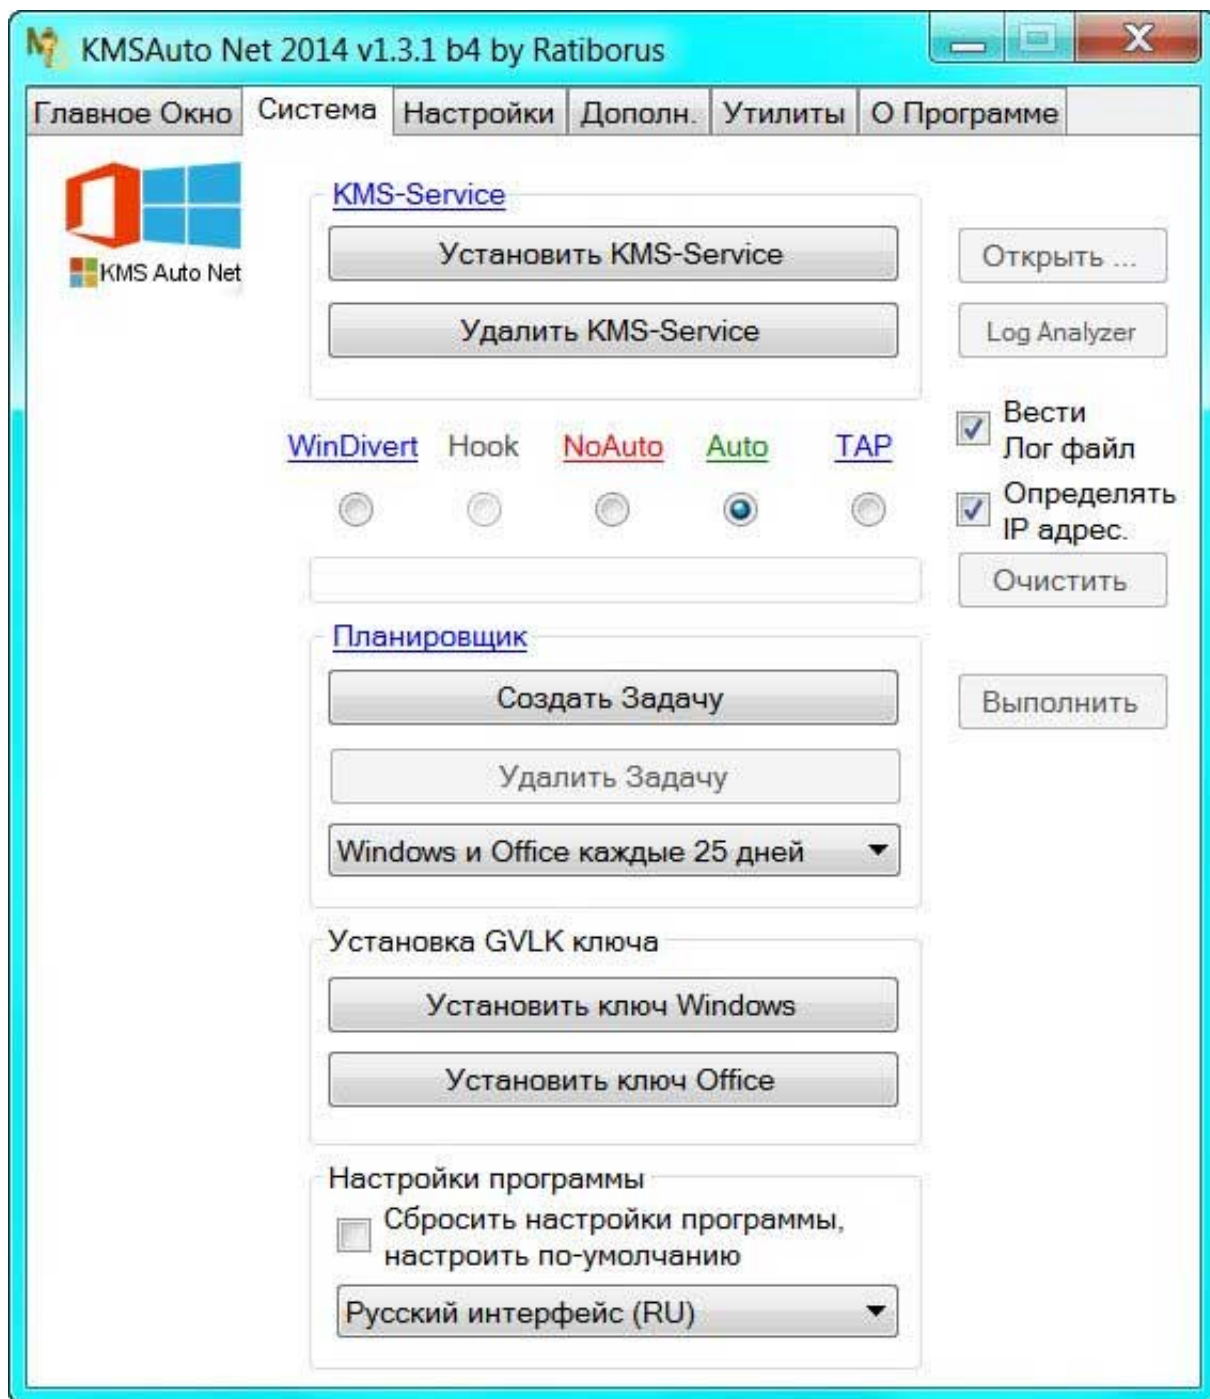 KMSAuto Net 2014 v1.3.1 b4 by Ratiborus
Главное Окно Система Настройки Дополн. Утилиты О Программе
KMS Auto Net
KMS-Service
Установить KMS-Service
Удалить KMS-Service
Открыть ...
Log Analyzer
Вести
Лог файл
Определять
IP адрес.
Очистить
WinDivert Hook NoAuto Auto TAP
Планировщик
Создать Задачу
Выполнить
Удалить Задачу
Windows и Office каждые 25 дней
Установка GVLK ключа
Установить ключ Windows
Установить ключ Office
Настройки программы
Сбросить настройки программы,
настроить по-умолчанию
Русский интерфейс (RU)